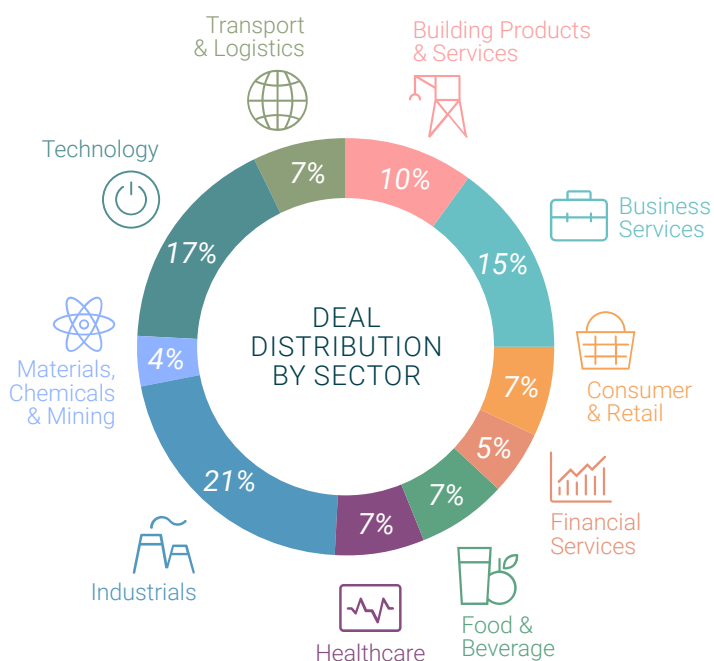 Transport
& Logistics
Building Products
& Services
Technology
7%
10%
Business
Services
17%
15%
DEAL
DISTRIBUTION
BY SECTOR
Materials,
Chemicals
& Mining
4%
7%
Consumer
& Retail
21%
7%
5%
Financial
Services
7%
Industrials
Healthcare
Food &
Beverage